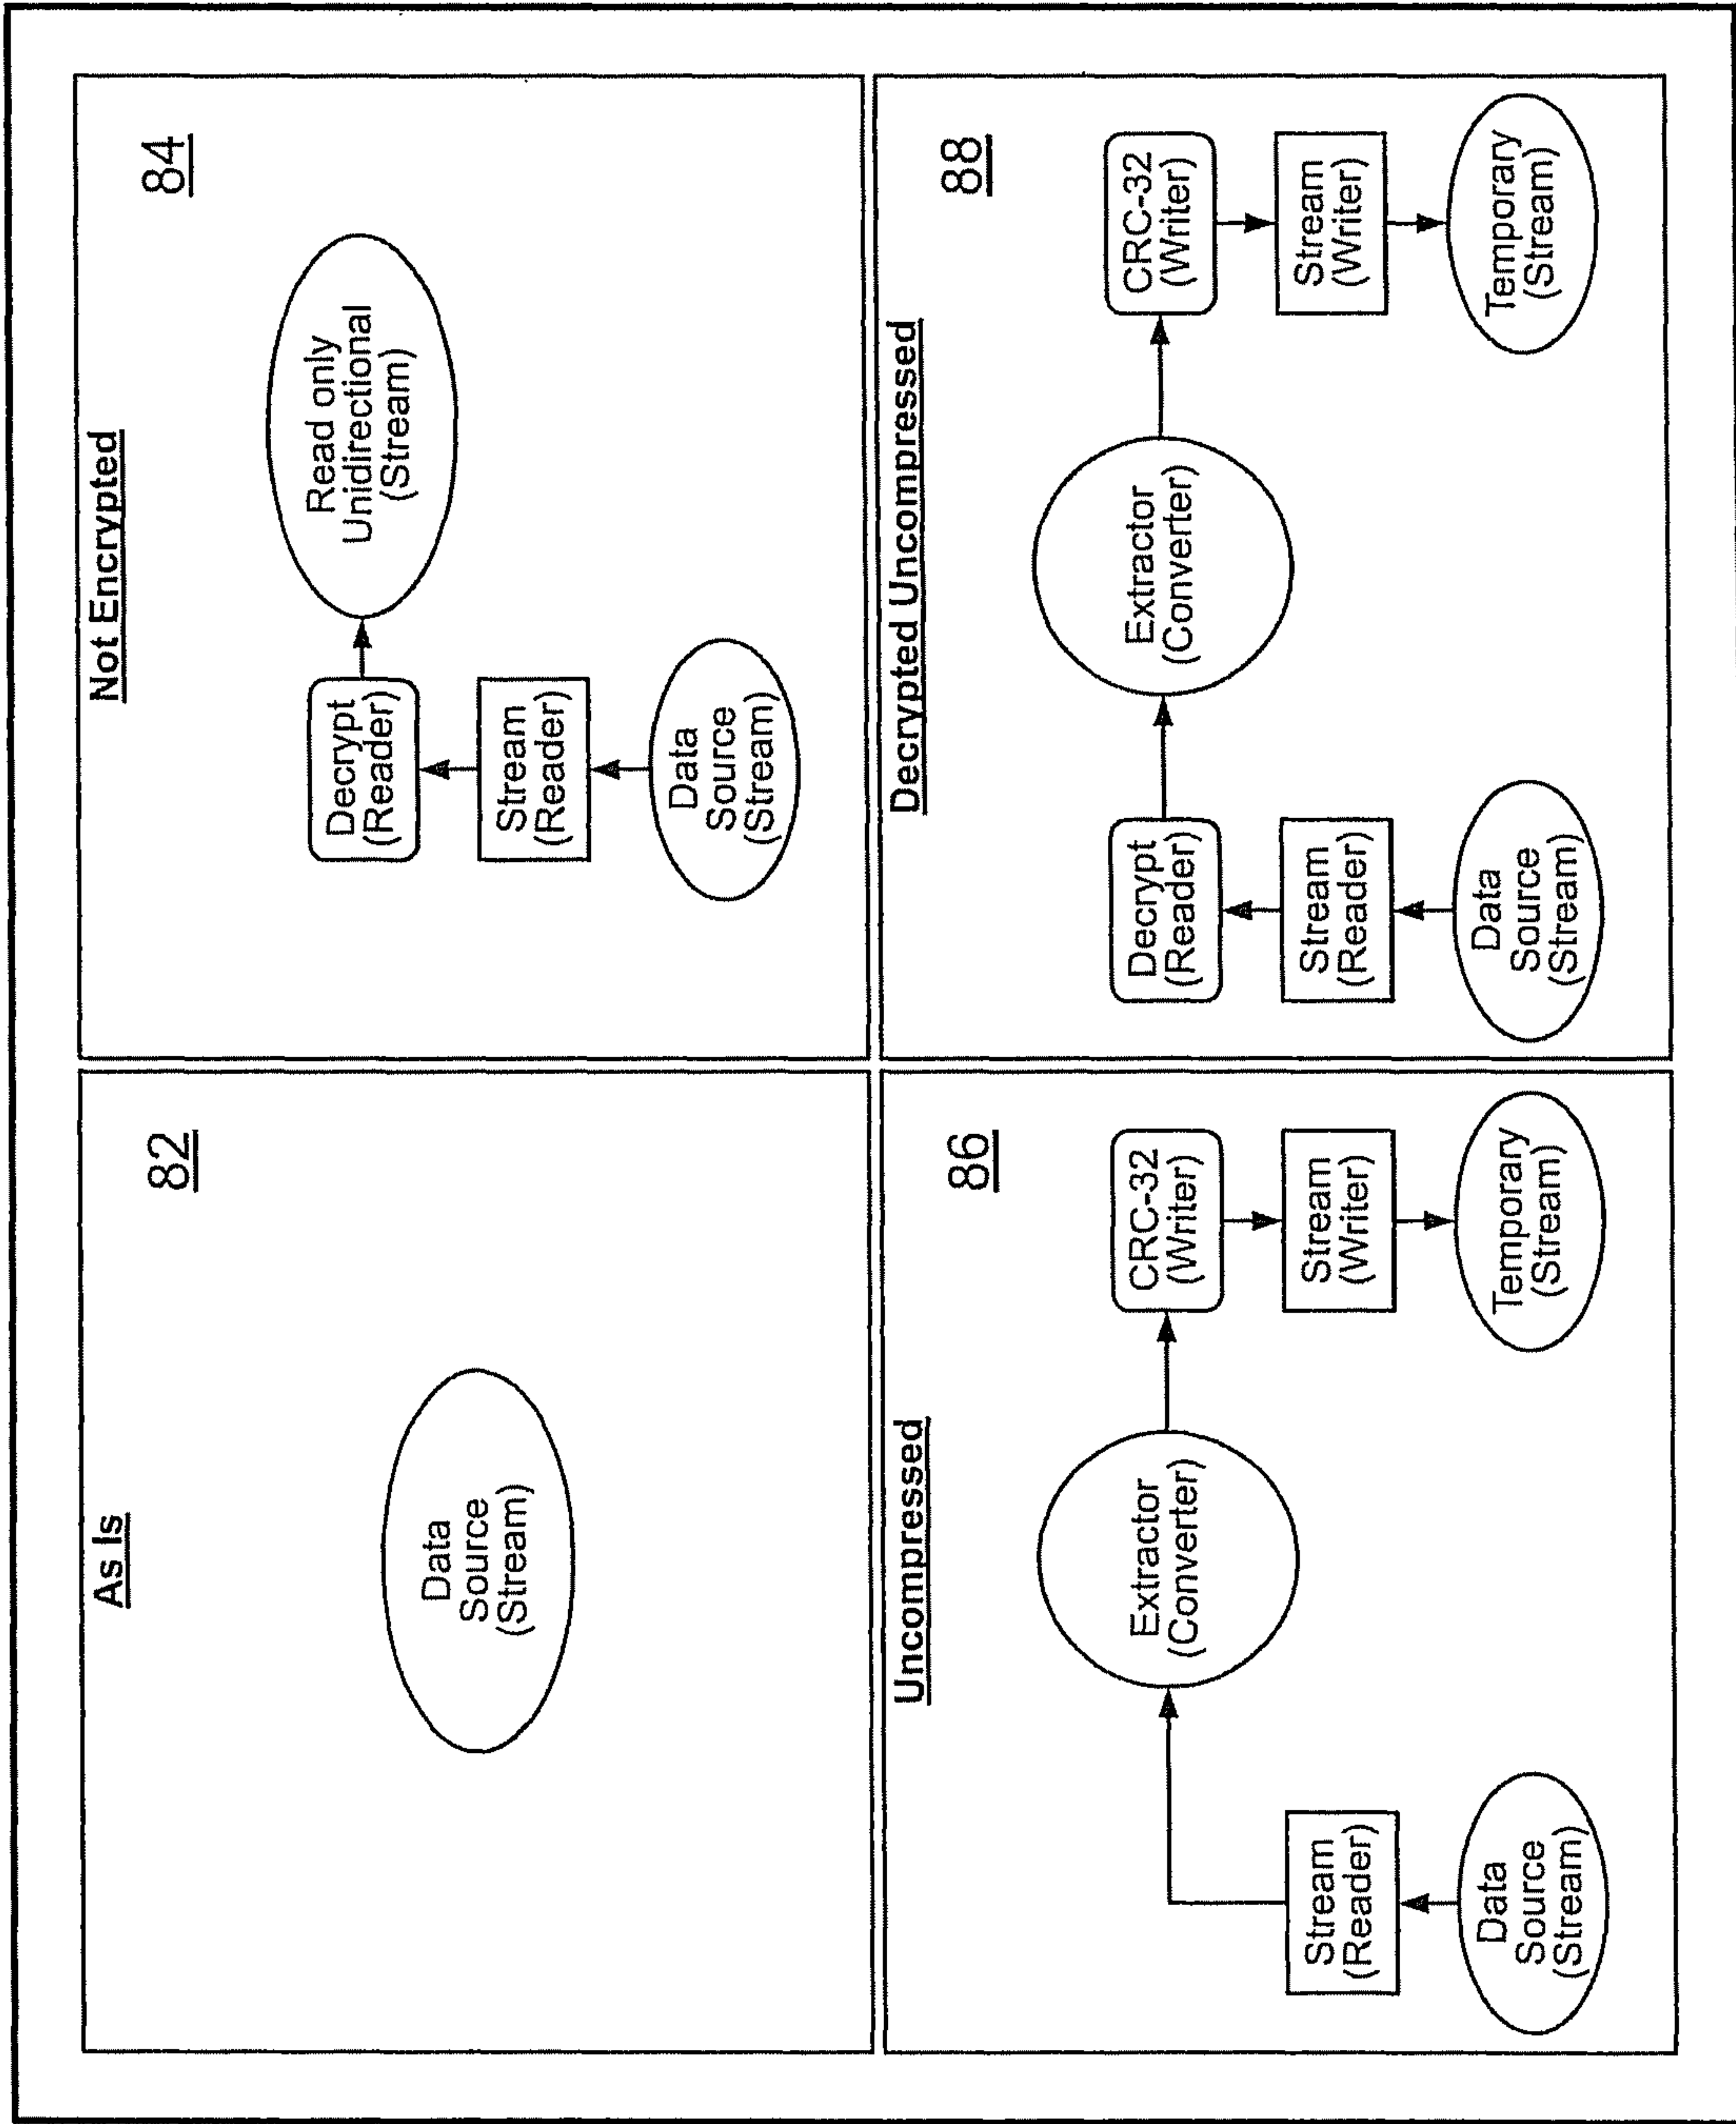 As Is
82
Data
Source
(Stream)
Not Encrypted
84
Decrypt
(Reader)
Read only
Unidirectional
(Stream)
Stream
(Reader)
Data
Source
(Stream)
Uncompressed
86
Extractor
(Converter)
CRC-32
(Writer)
Stream
(Reader)
Stream
(Writer)
Data
Source
(Stream)
Temporary
(Stream)
Decrypted Uncompressed
88
Decrypt
(Reader)
Extractor
(Converter)
CRC-32
(Writer)
Stream
(Reader)
Stream
(Writer)
Data
Source
(Stream)
Temporary
(Stream)